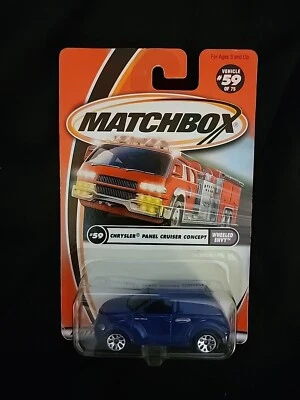 For Ages 3 and Up
VEHICLE
#59
OF 75
MATCHBOX
#59
CHRYSLER® PANEL CRUISER CONCEPT
WHEELED
ENVY™